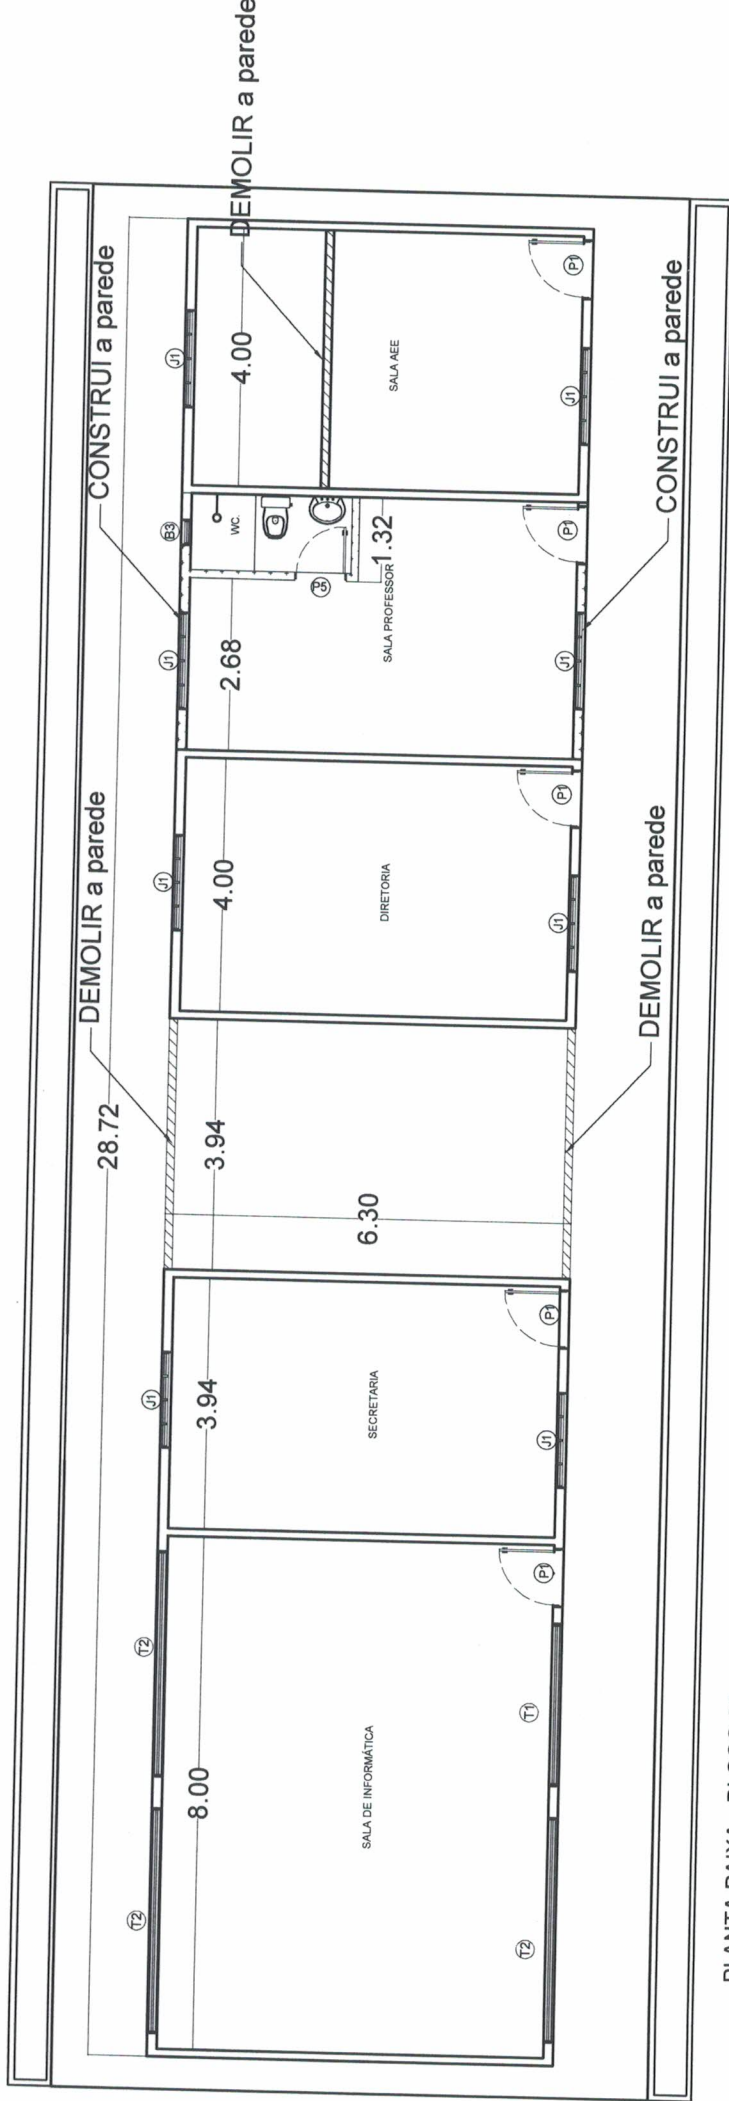 DEMOLIR a parede
CONSTRUI a parede
28.72
DEMOLIR a parede
J1
4.00
SALA AEE
P1
J1
B3
WC.
P5
1.32
J1
2.68
SALA PROFESSOR
P1
J1
CONSTRUI a parede
J1
4.00
DIRETORIA
P1
J1
3.94
6.30
DEMOLIR a parede
J1
3.94
SECRETARIA
P1
J1
T2
T2
8.00
SALA DE INFORMÁTICA
P1
T1
T2